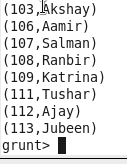 (103,Akshay)
(106,Aamir)
(107,Salman)
(108,Ranbir)
(109,Katrina)
(111,Tushar)
(112,Ajay)
(113,Jubeen)
grunt>